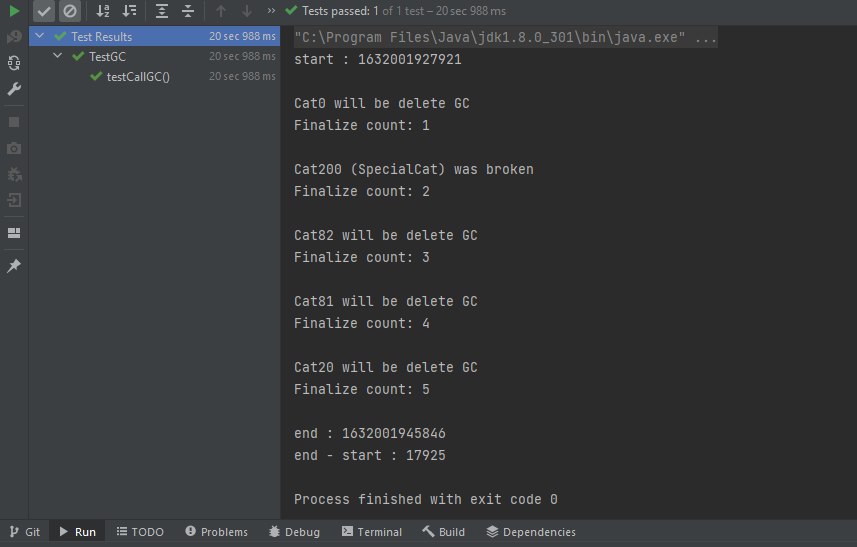 Tests passed: 1 of 1 test – 20 sec 988 ms
Test Results 20 sec 988 ms
TestGC 20 sec 988 ms
testCallGC() 20 sec 988 ms
"C:\Program Files\Java\jdk1.8.0_301\bin\java.exe" ...
start : 1632001927921
Cat0 will be delete GC
Finalize count: 1
Cat200 (SpecialCat) was broken
Finalize count: 2
Cat82 will be delete GC
Finalize count: 3
Cat81 will be delete GC
Finalize count: 4
Cat20 will be delete GC
Finalize count: 5
end : 1632001945846
end - start : 17925
Process finished with exit code 0
Git Run TODO Problems Debug Terminal Build Dependencies